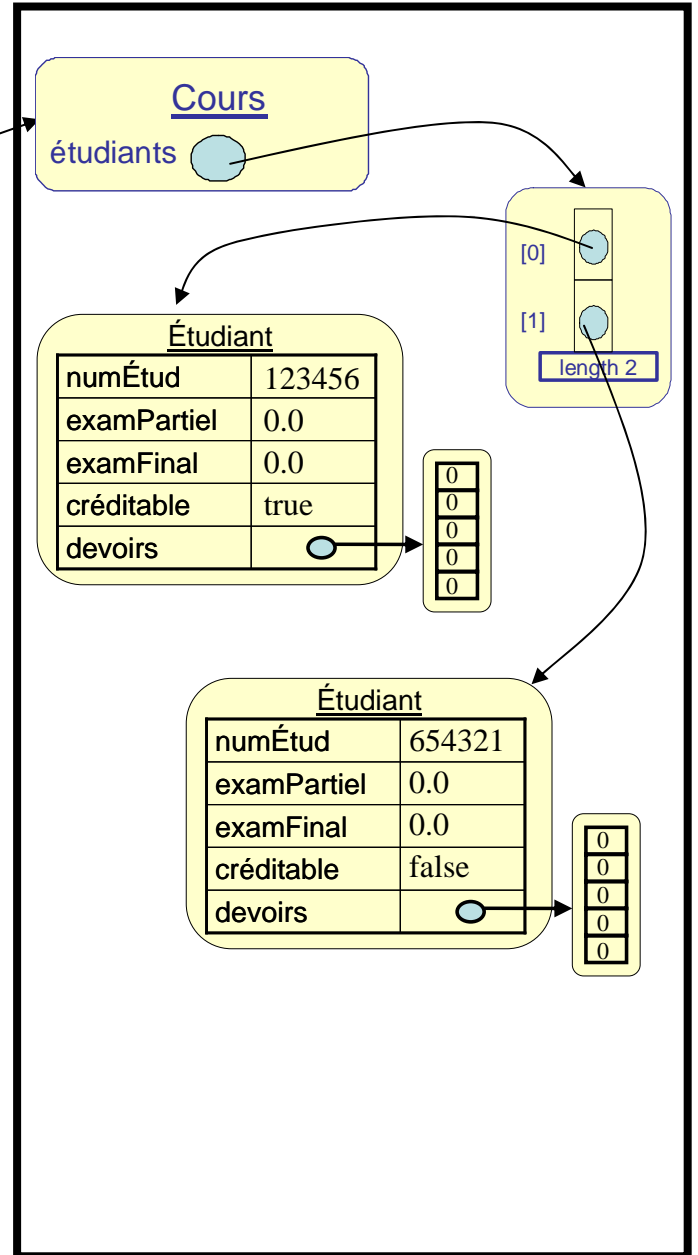 Cours
étudiants
[0]
[1]
length 2
Étudiant
numÉtud 123456
examPartiel 0.0
examFinal 0.0
créditable true
devoirs
0
0
0
0
0
Étudiant
numÉtud 654321
examPartiel 0.0
examFinal 0.0
créditable false
devoirs
0
0
0
0
0